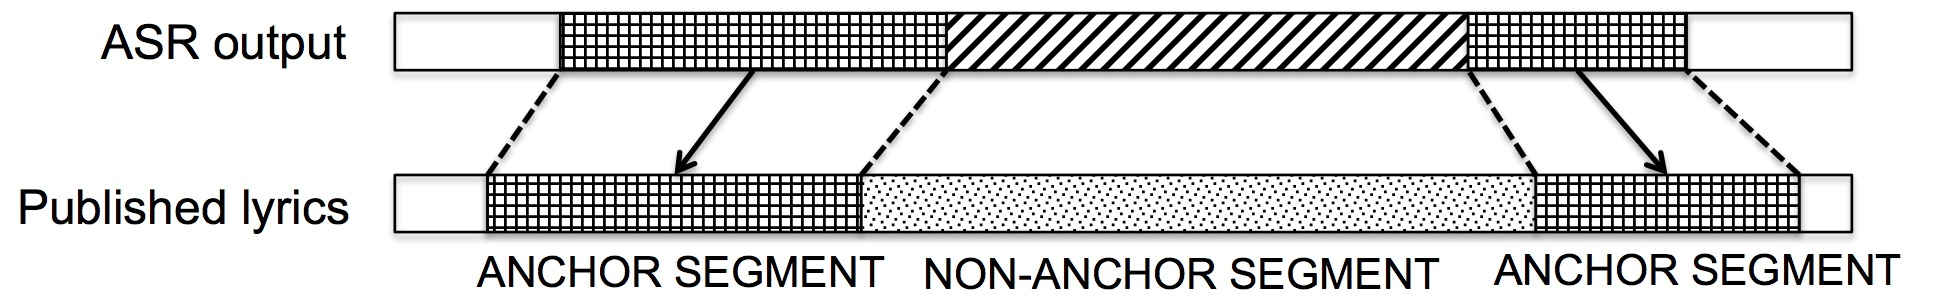 ASR output
Published lyrics
ANCHOR SEGMENT NON-ANCHOR SEGMENT ANCHOR SEGMENT